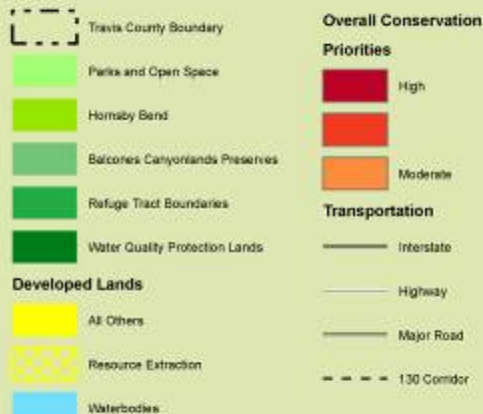 Travis County Boundary
Parks and Open Space
Hornsby Bend
Balcones Canyonlands Preserves
Refuge Tract Boundaries
Water Quality Protection Lands
Developed Lands
All Others
Resource Extraction
Waterbodies
Overall Conservation
Priorities
High
Moderate
Transportation
Interstate
Highway
Major Road
130 Corridor